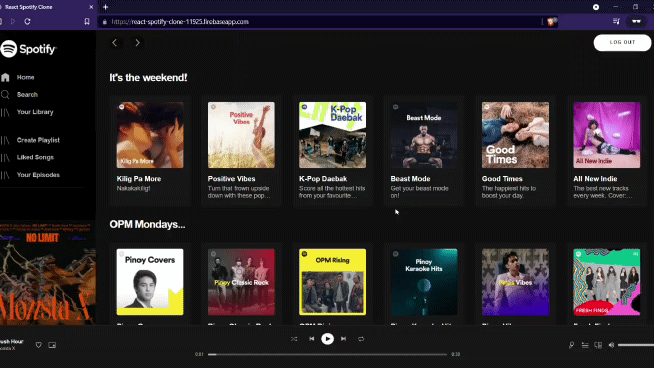 React Spotify Clone
https://react-spotify-clone-11925.firebaseapp.com
Spotify
LOG OUT
Home
Search
Your Library
Create Playlist
Liked Songs
Your Episodes
It's the weekend!
Kilig Pa More
Positive
Vibes
K-Pop
Daebak
Beast Mode
Good
Times
All New Indie
Kilig Pa More
Positive Vibes
K-Pop Daebak
Beast Mode
Good Times
All New Indie
Nakakakilig!
Turn that frown upside
down with these pop...
Score all the hottest hits
from your favourite...
Get your beast mode
on!
The happiest hits to
boost your day.
The best new tracks
every week. Cover:...
OPM Mondays...
Pinoy Covers
Pinoy Classic Rock
OPM Rising
Pinoy
Karaoke Hits
Pinoy Vibes
FRESH FINDS
NO LIMIT
Monsta X
Rush Hour
Monsta X
0:01
0:30